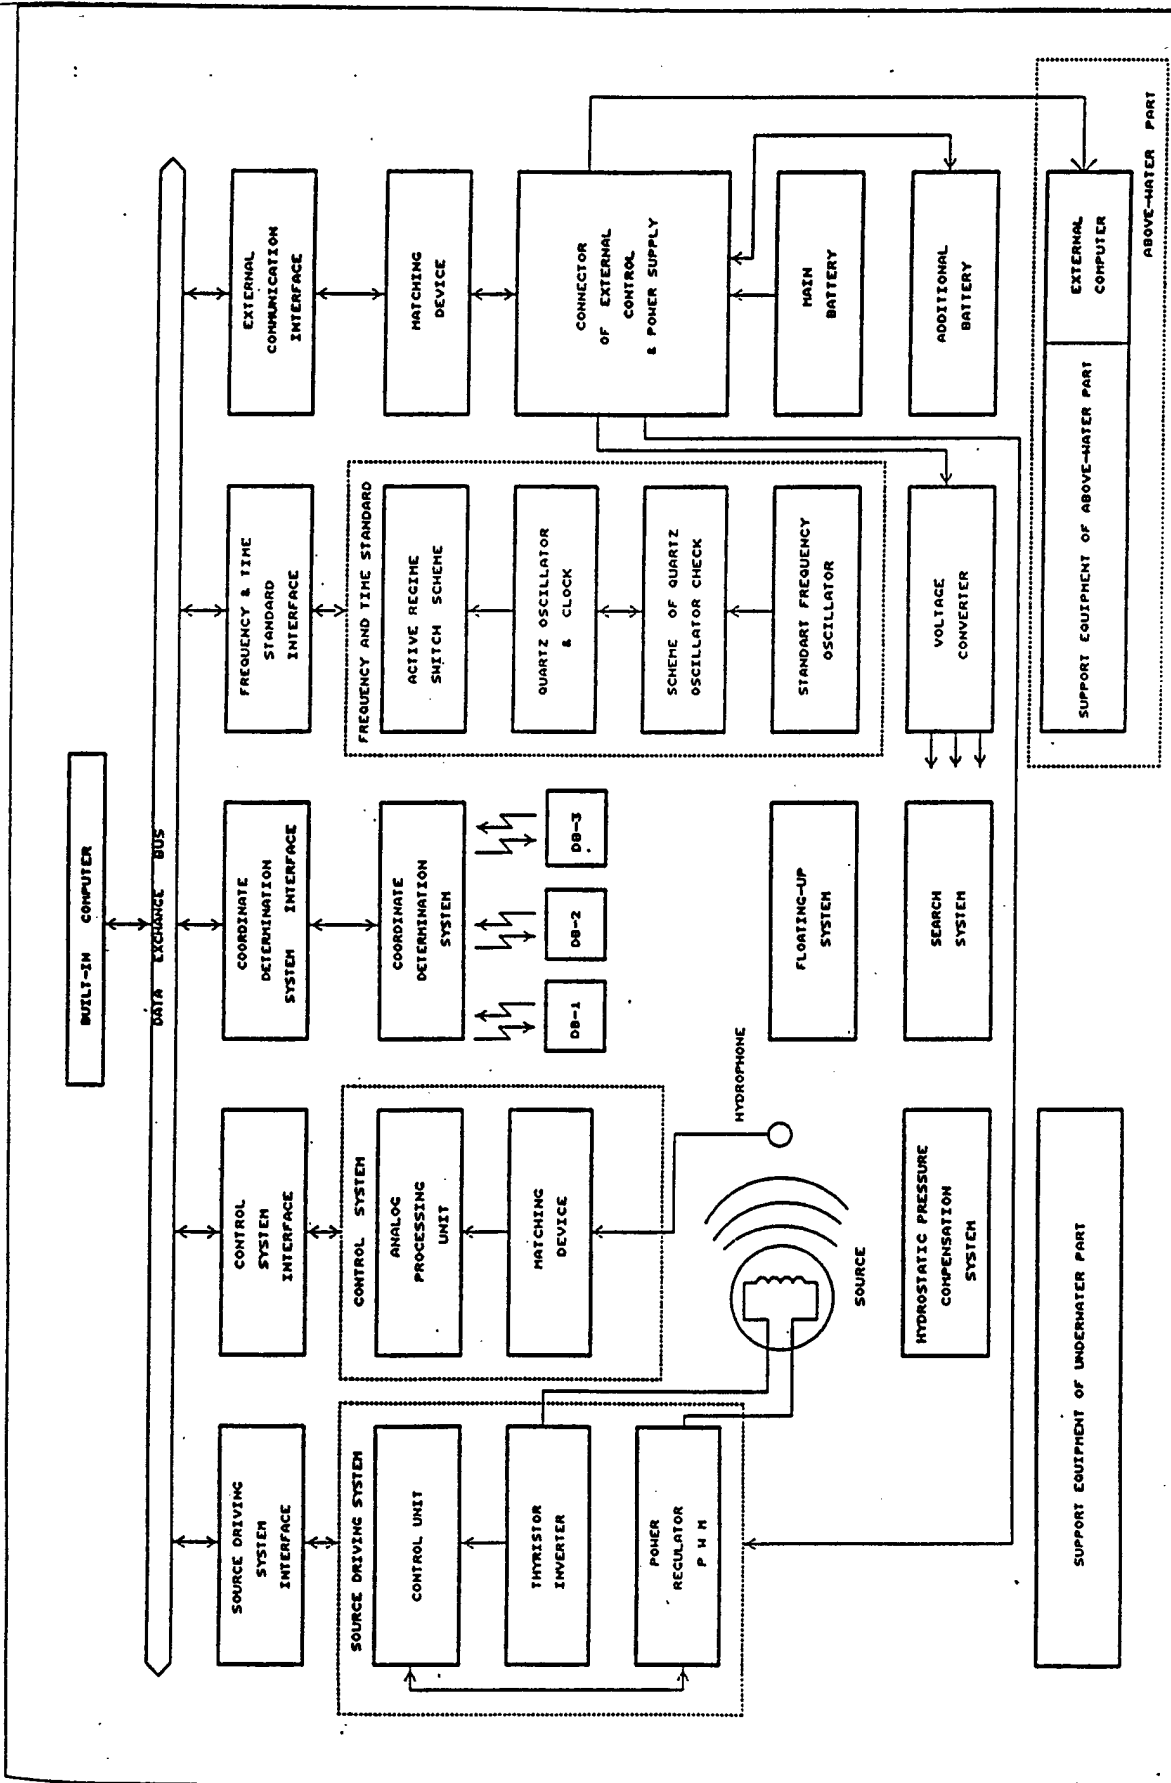 BUILT-IN COMPUTER
DATA EXCHANGE BUS
SOURCE DRIVING
SYSTEM
INTERFACE
CONTROL
SYSTEM
INTERFACE
COORDINATE
DETERMINATION
SYSTEM INTERFACE
FREQUENCY & TIME
STANDARD
INTERFACE
EXTERNAL
COMMUNICATION
INTERFACE
SOURCE DRIVING SYSTEM
CONTROL UNIT
THYRISTOR
INVERTER
POWER
REGULATOR
P W M
CONTROL SYSTEM
ANALOG
PROCESSING
UNIT
MATCHING
DEVICE
HYDROPHONE
SOURCE
COORDINATE
DETERMINATION
SYSTEM
DB-1
DB-2
DB-3
FREQUENCY AND TIME STANDARD
ACTIVE REGIME
SWITCH SCHEME
QUARTZ OSCILLATOR
& CLOCK
SCHEME OF QUARTZ
OSCILLATOR CHECK
STANDART FREQUENCY
OSCILLATOR
MATCHING
DEVICE
CONNECTOR
OF EXTERNAL
CONTROL
& POWER SUPPLY
MAIN
BATTERY
ADDITIONAL
BATTERY
FLOATING-UP
SYSTEM
HYDROSTATIC PRESSURE
COMPENSATION
SYSTEM
SEARCH
SYSTEM
VOLTAGE
CONVERTER
SUPPORT EQUIPMENT OF UNDERWATER PART
SUPPORT EQUIPMENT OF ABOVE-WATER PART
EXTERNAL
COMPUTER
ABOVE-WATER PART